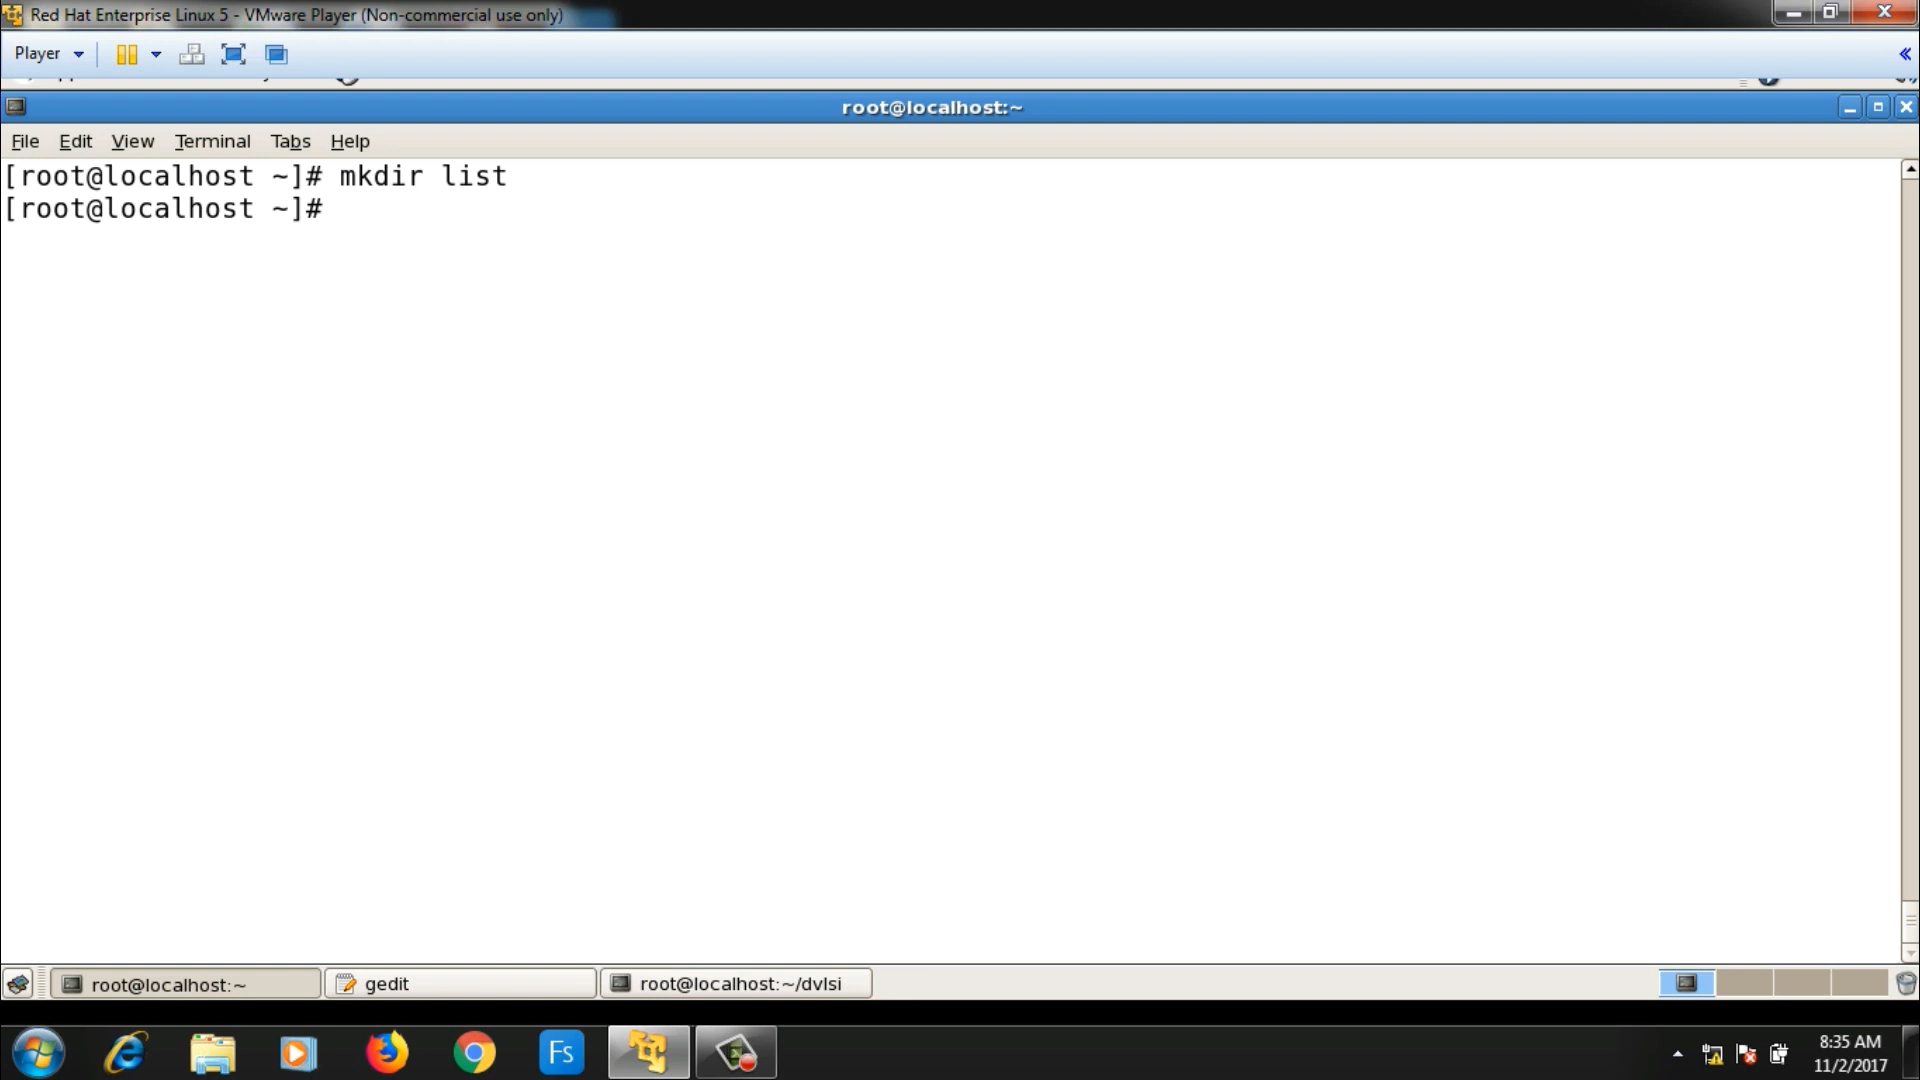 Red Hat Enterprise Linux 5 - VMware Player (Non-commercial use only)
Player
root@localhost:~
File Edit View Terminal Tabs Help
[root@localhost ~]# mkdir list
[root@localhost ~]#
root@localhost:~ gedit root@localhost:~/dvlsi
Fs
8:35 AM
11/2/2017